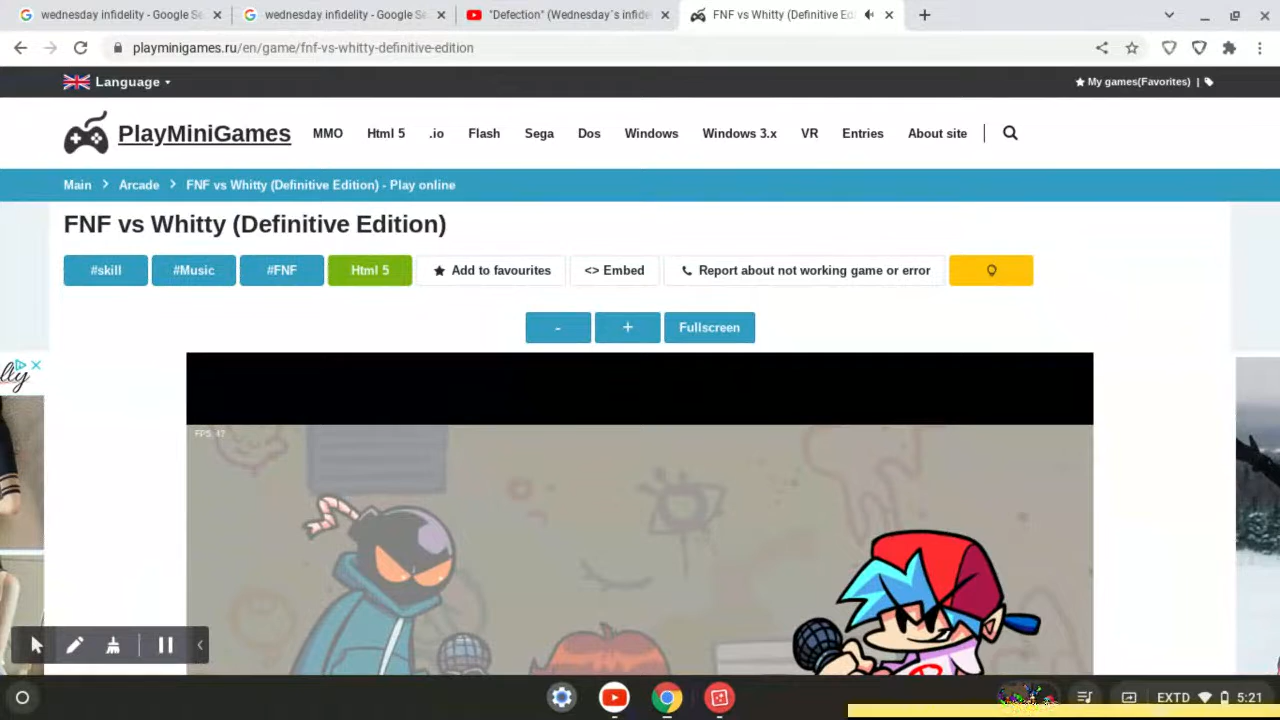 wednesday infidelity - Google Se
wednesday infidelity - Google Se
"Defection" (Wednesday`s infide
FNF vs Whitty (Definitive Ed
playminigames.ru/en/game/fnf-vs-whitty-definitive-edition
Language
My games(Favorites) |
PlayMiniGames
MMO Html 5 .io Flash Sega Dos Windows Windows 3.x VR Entries About site
Main > Arcade > FNF vs Whitty (Definitive Edition) - Play online
FNF vs Whitty (Definitive Edition)
#skill #Music #FNF Html 5 Add to favourites <> Embed Report about not working game or error
- + Fullscreen
lly
FPS: 47
EXTD 5:21